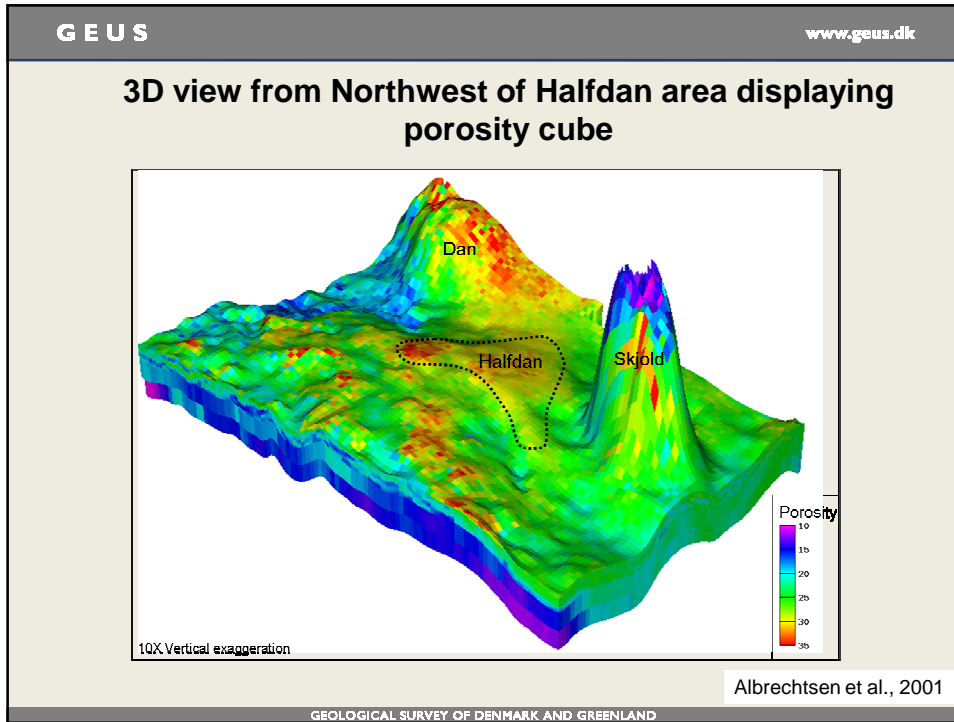 G E U S
www.geus.dk
3D view from Northwest of Halfdan area displaying
porosity cube
Dan
Halfdan
Skjold
Porosity
10
15
20
25
30
35
10X Vertical exaggeration
Albrechtsen et al., 2001
GEOLOGICAL SURVEY OF DENMARK AND GREENLAND